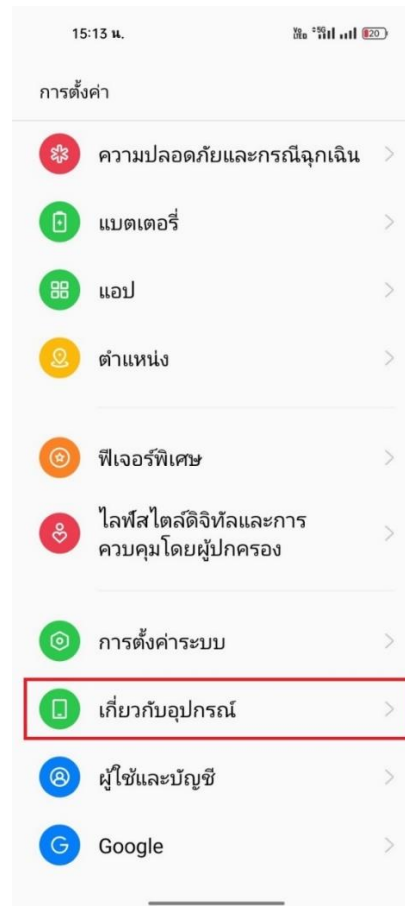 15:13 น.
Vo LTE 5G 20
การตั้งค่า
ความปลอดภัยและกรณีฉุกเฉิน
แบตเตอรี่
แอป
ตำแหน่ง
ฟีเจอร์พิเศษ
ไลฟ์สไตล์ดิจิทัลและการ
ควบคุมโดยผู้ปกครอง
การตั้งค่าระบบ
เกี่ยวกับอุปกรณ์
ผู้ใช้และบัญชี
Google